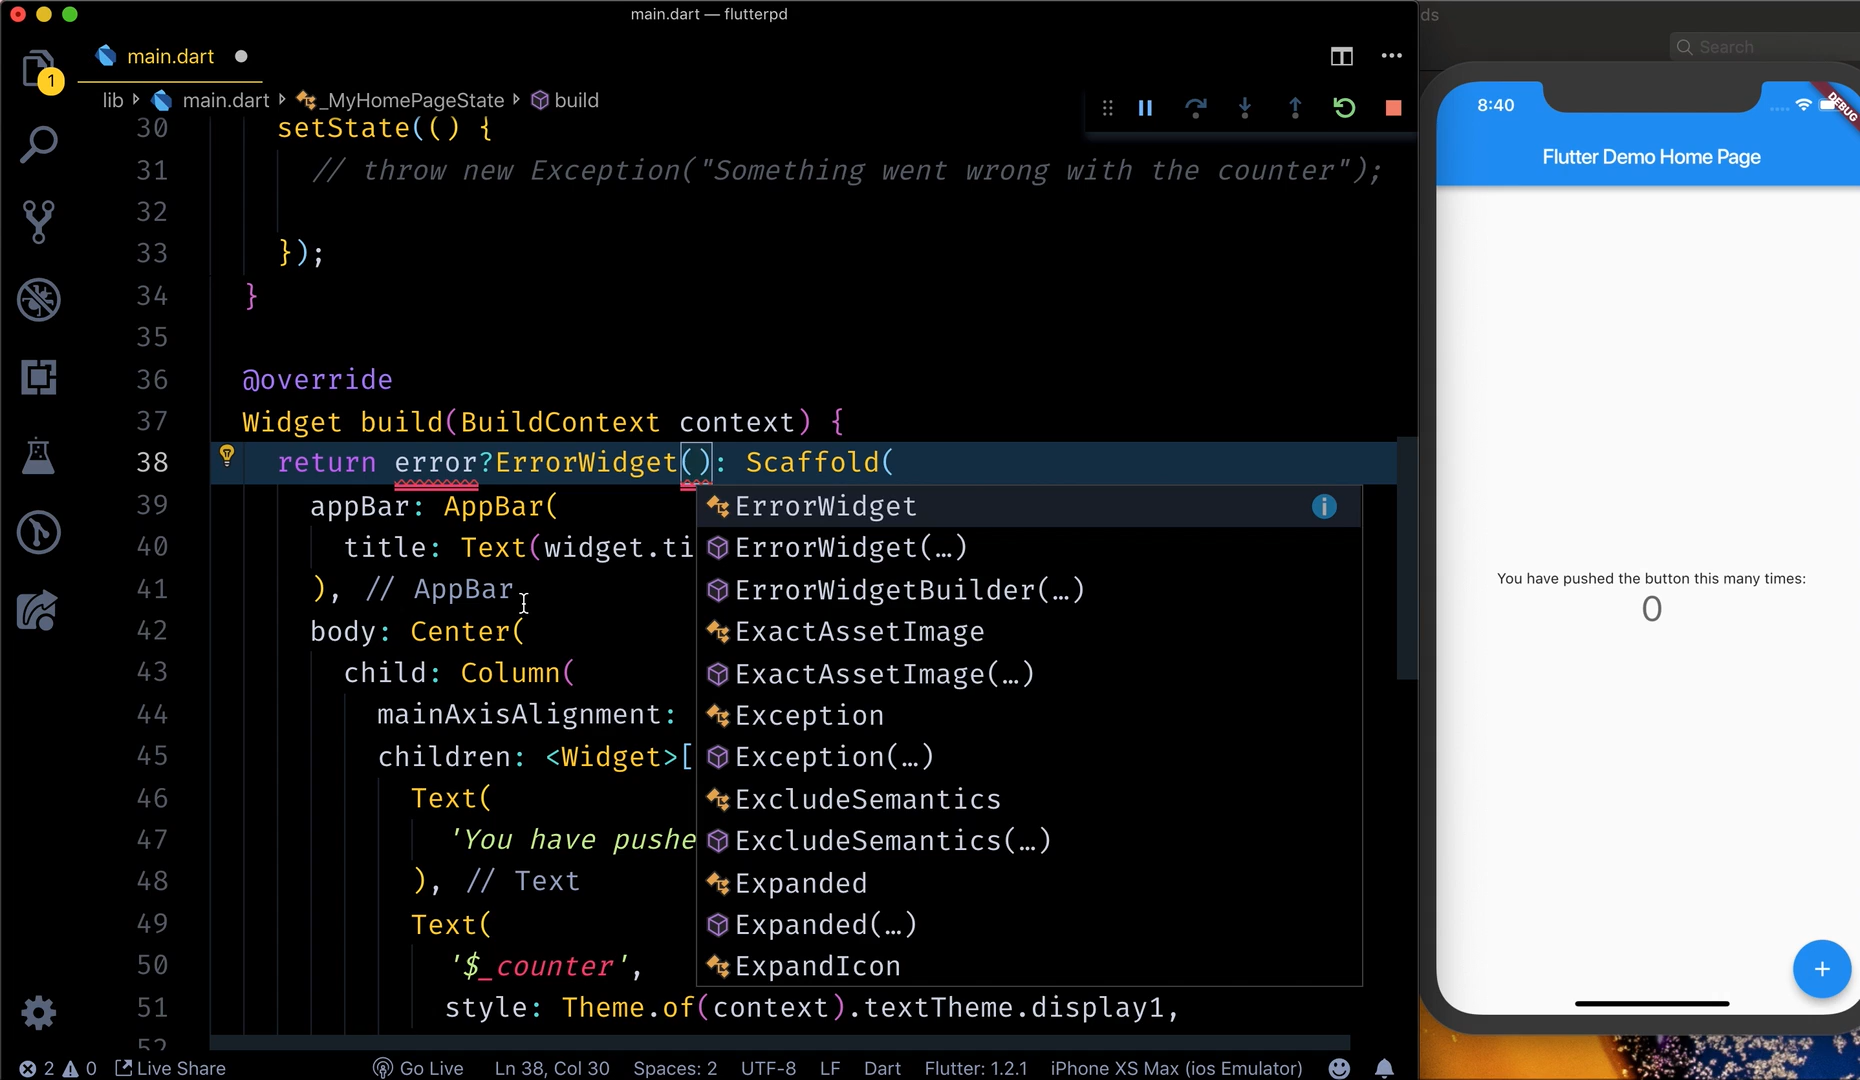 main.dart — flutterpd
ds
main.dart
Search
1
lib main.dart _MyHomePageState build
30 setState(() {
31 // throw new Exception("Something went wrong with the counter");
32
33 });
34 }
35
36 @override
37 Widget build(BuildContext context) {
38 return error?ErrorWidget(): Scaffold(
39 appBar: AppBar(
40 title: Text(widget.ti
41 ), // AppBar
42 body: Center(
43 child: Column(
44 mainAxisAlignment:
45 children: <Widget>[
46 Text(
47 'You have pushe
48 ), // Text
49 Text(
50 '$_counter',
51 style: Theme.of(context).textTheme.display1,
52
ErrorWidget
ErrorWidget(…)
ErrorWidgetBuilder(…)
ExactAssetImage
ExactAssetImage(…)
Exception
Exception(…)
ExcludeSemantics
ExcludeSemantics(…)
Expanded
Expanded(…)
ExpandIcon
2 0 Live Share Go Live Ln 38, Col 30 Spaces: 2 UTF-8 LF Dart Flutter: 1.2.1 iPhone XS Max (ios Emulator)
8:40
DEBUG
Flutter Demo Home Page
You have pushed the button this many times:
0
+